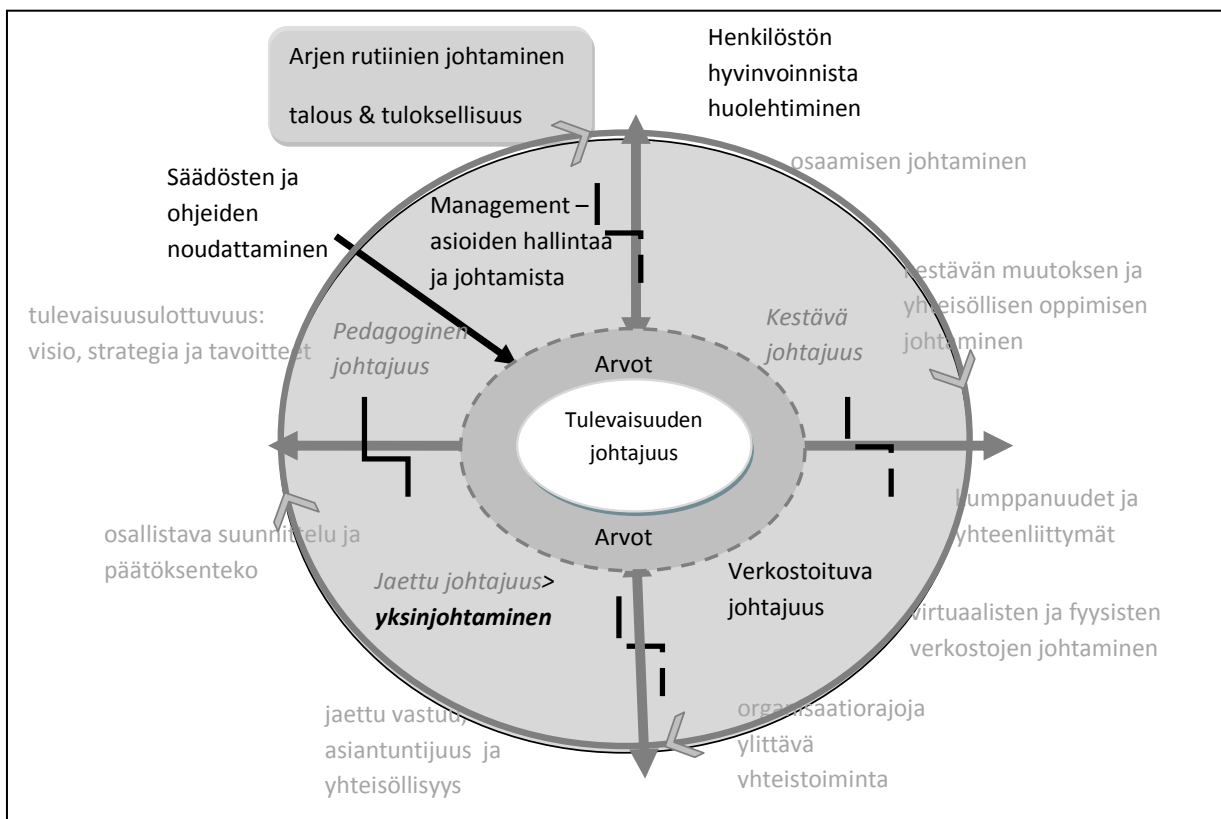 Arjen rutiinien johtaminen
talous & tuloksellisuus
Henkilöstön
hyvinvoinnista
huolehtiminen
osaamisen johtaminen
Säädösten ja
ohjeiden
noudattaminen
Management –
asioiden hallintaa
ja johtamista
kestävän muutoksen ja
yhteisöllisen oppimisen
johtaminen
tulevaisuusulottuvuus:
visio, strategia ja tavoitteet
Pedagoginen
johtajuus
Kestävä
johtajuus
Arvot
Tulevaisuuden
johtajuus
Arvot
kumppanuudet ja
yhteenliittymät
osallistava suunnittelu ja
päätöksenteko
Jaettu johtajuus>
yksinjohtaminen
Verkostoituva
johtajuus
virtuaalisten ja fyysisten
verkostojen johtaminen
jaettu vastuu,
asiantuntijuus ja
yhteisöllisyys
organisaatiorajoja
ylittävä
yhteistoiminta